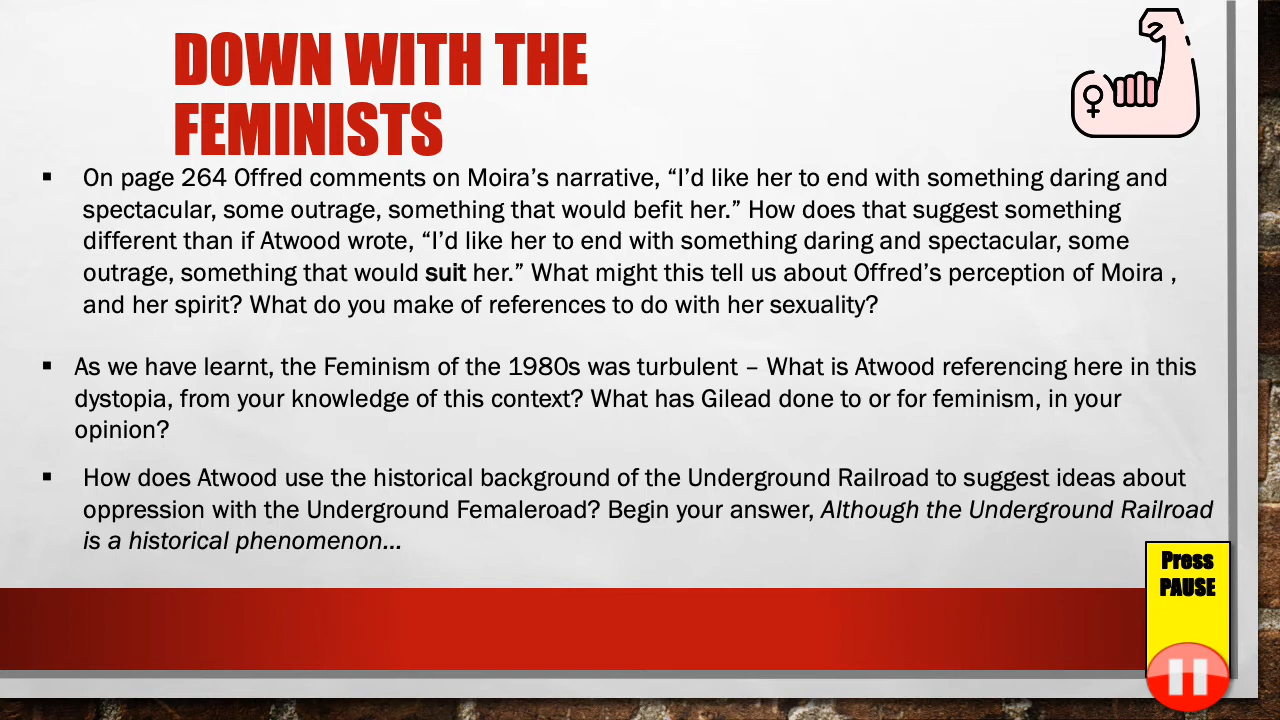 DOWN WITH THE
FEMINISTS
▪ On page 264 Offred comments on Moira’s narrative, “I’d like her to end with something daring and
spectacular, some outrage, something that would befit her.” How does that suggest something
different than if Atwood wrote, “I’d like her to end with something daring and spectacular, some
outrage, something that would suit her.” What might this tell us about Offred’s perception of Moira ,
and her spirit? What do you make of references to do with her sexuality?
▪ As we have learnt, the Feminism of the 1980s was turbulent – What is Atwood referencing here in this
dystopia, from your knowledge of this context? What has Gilead done to or for feminism, in your
opinion?
▪ How does Atwood use the historical background of the Underground Railroad to suggest ideas about
oppression with the Underground Femaleroad? Begin your answer, Although the Underground Railroad
is a historical phenomenon…
Press
PAUSE